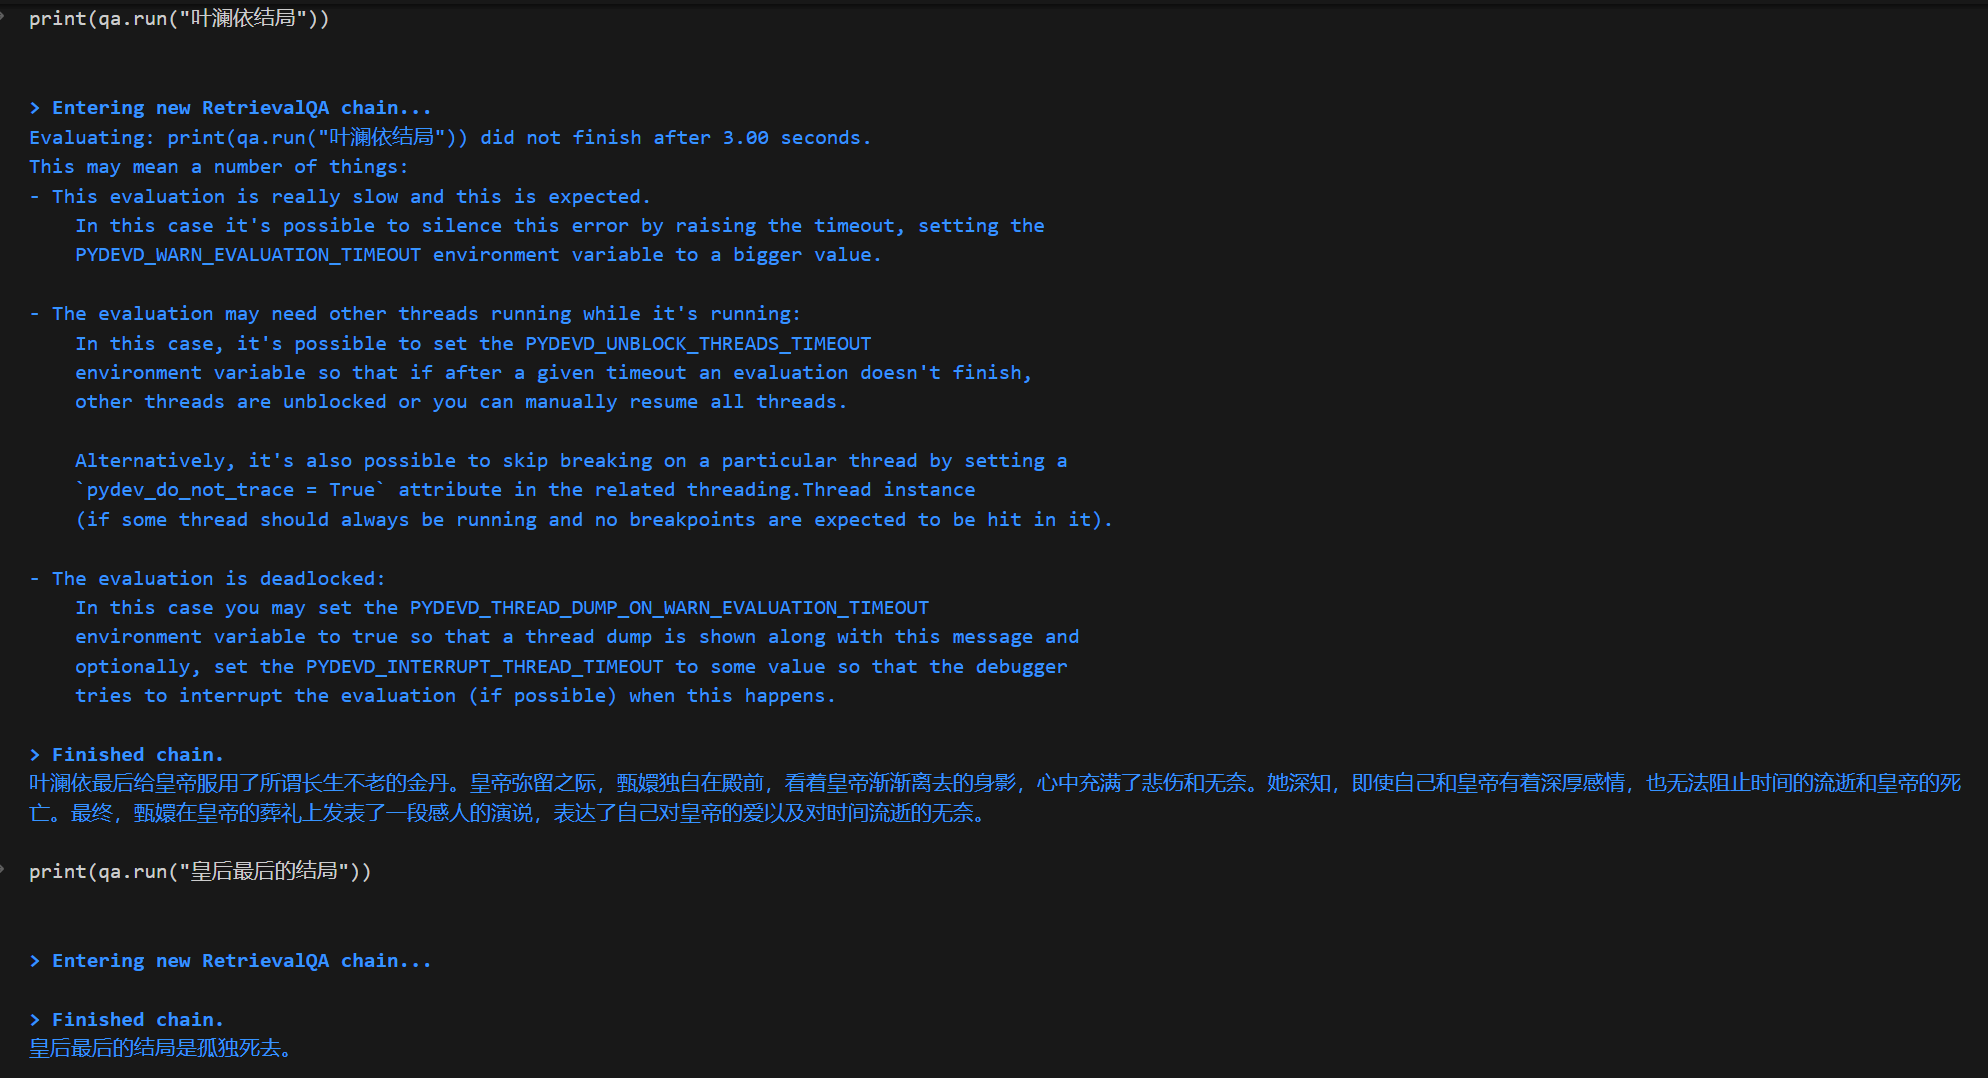 print(qa.run("叶澜依结局"))
> Entering new RetrievalQA chain...
Evaluating: print(qa.run("叶澜依结局")) did not finish after 3.00 seconds.
This may mean a number of things:
- This evaluation is really slow and this is expected.
In this case it's possible to silence this error by raising the timeout, setting the
PYDEVD_WARN_EVALUATION_TIMEOUT environment variable to a bigger value.
- The evaluation may need other threads running while it's running:
In this case, it's possible to set the PYDEVD_UNBLOCK_THREADS_TIMEOUT
environment variable so that if after a given timeout an evaluation doesn't finish,
other threads are unblocked or you can manually resume all threads.
Alternatively, it's also possible to skip breaking on a particular thread by setting a
`pydev_do_not_trace = True` attribute in the related threading.Thread instance
(if some thread should always be running and no breakpoints are expected to be hit in it).
- The evaluation is deadlocked:
In this case you may set the PYDEVD_THREAD_DUMP_ON_WARN_EVALUATION_TIMEOUT
environment variable to true so that a thread dump is shown along with this message and
optionally, set the PYDEVD_INTERRUPT_THREAD_TIMEOUT to some value so that the debugger
tries to interrupt the evaluation (if possible) when this happens.
> Finished chain.
叶澜依最后给皇帝服用了所谓长生不老的金丹。皇帝弥留之际，甄嬛独自在殿前，看着皇帝渐渐离去的身影，心中充满了悲伤和无奈。她深知，即使自己和皇帝有着深厚感情，也无法阻止时间的流逝和皇帝的死
亡。最终，甄嬛在皇帝的葬礼上发表了一段感人的演说，表达了自己对皇帝的爱以及对时间流逝的无奈。
print(qa.run("皇后最后的结局"))
> Entering new RetrievalQA chain...
> Finished chain.
皇后最后的结局是孤独死去。